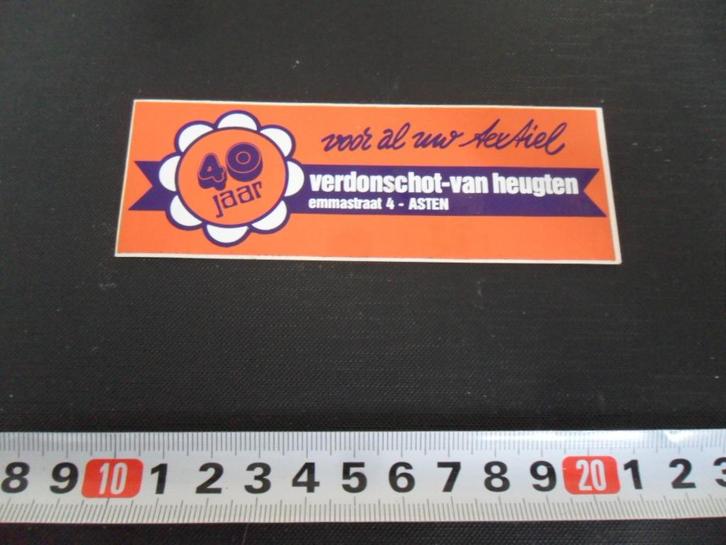 40
jaar
voor al uw textiel
verdonschot-van heugten
emmastraat 4 - ASTEN
8 9 10 1 2 3 4 5 6 7 8 9 20 1 2 3